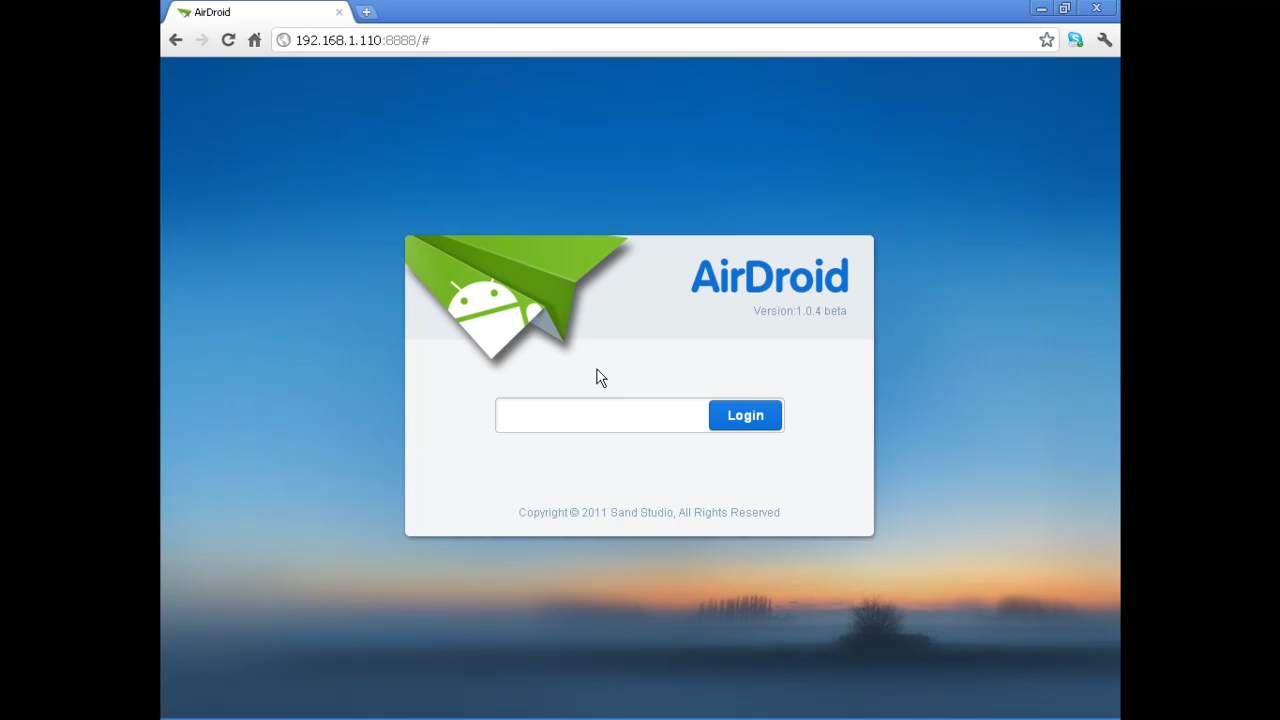 AirDroid
192.168.1.110:8888/#
AirDroid
Version:1.0.4 beta
Login
Copyright © 2011 Sand Studio, All Rights Reserved